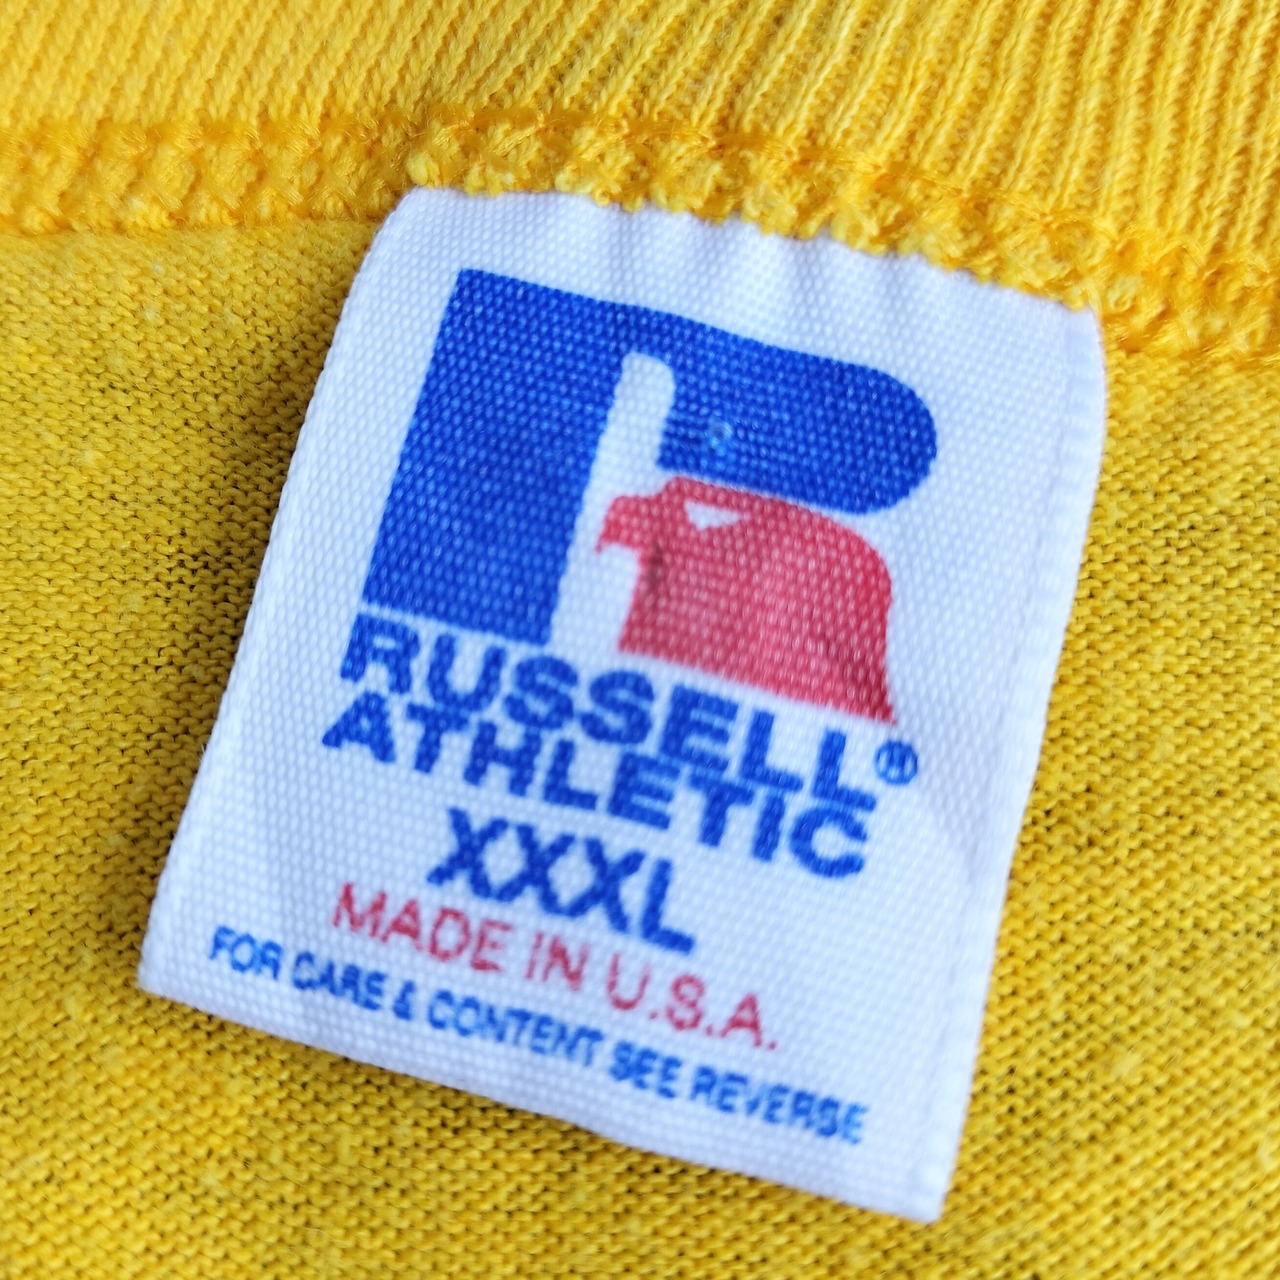 RUSSELL®
ATHLETIC
XXXL
MADE IN U.S.A.
FOR CARE & CONTENT SEE REVERSE